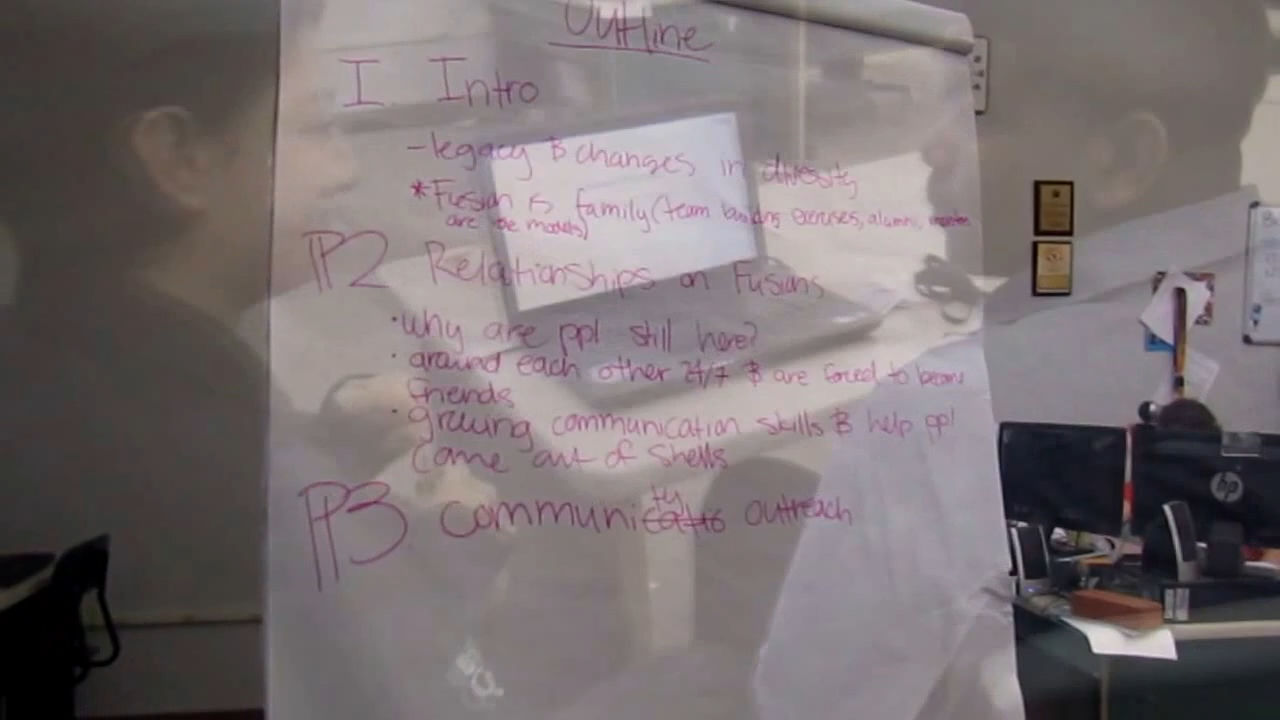 Outline
I Intro
- legacy & changes in diversity
*Fusion is family (team building exercises, alumni,
are role models)
P2 Relationships on Fusions
• why are ppl still here?
• around each other 24/7 & are forced to become
friends
• growing communication skills & help ppl
come out of shells
P3 community outreach
hp